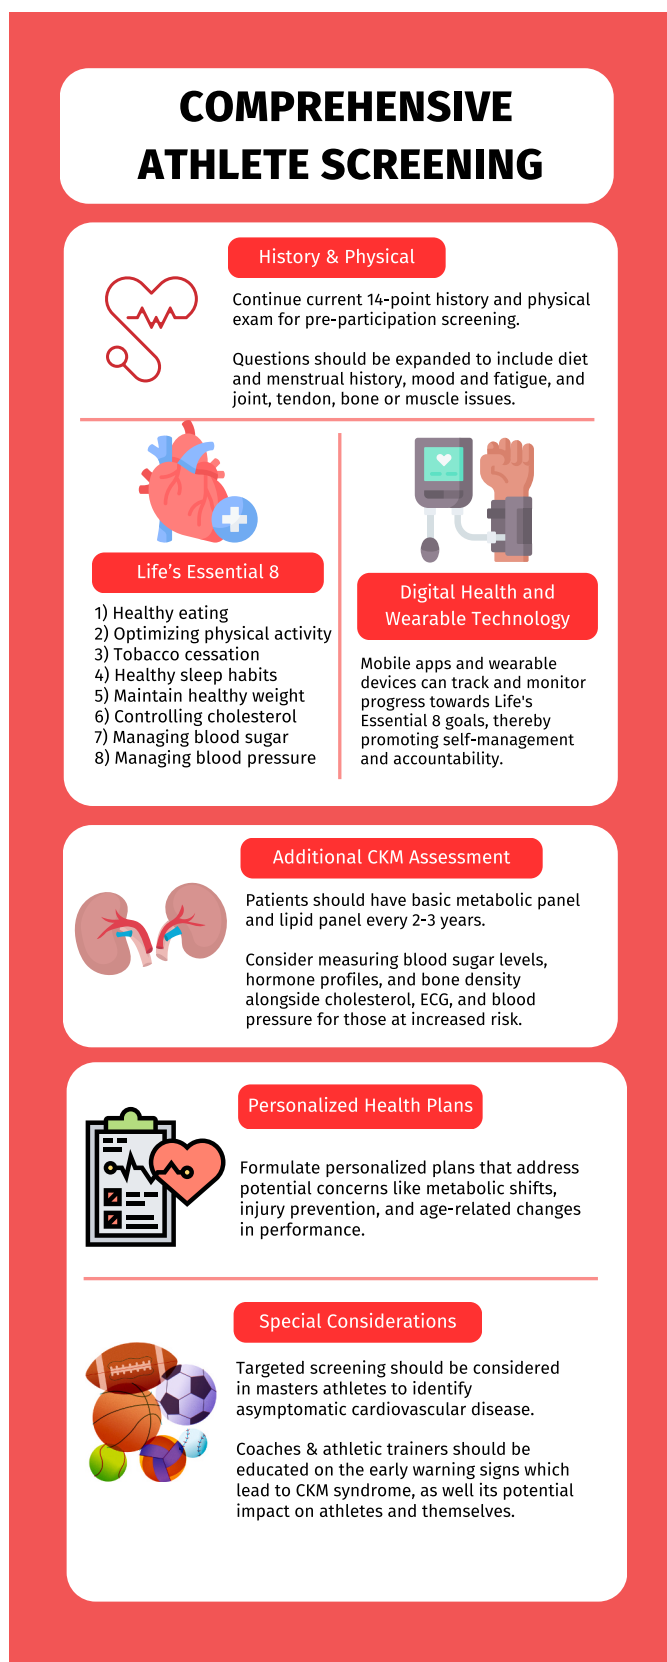 COMPREHENSIVE
ATHLETE SCREENING
History & Physical
Continue current 14-point history and physical
exam for pre-participation screening.
Questions should be expanded to include diet
and menstrual history, mood and fatigue, and
joint, tendon, bone or muscle issues.
Life's Essential 8
1) Healthy eating
2) Optimizing physical activity
3) Tobacco cessation
4) Healthy sleep habits
5) Maintain healthy weight
6) Controlling cholesterol
7) Managing blood sugar
8) Managing blood pressure
Digital Health and
Wearable Technology
Mobile apps and wearable
devices can track and monitor
progress towards Life's
Essential 8 goals, thereby
promoting self-management
and accountability.
Additional CKM Assessment
Patients should have basic metabolic panel
and lipid panel every 2-3 years.
Consider measuring blood sugar levels,
hormone profiles, and bone density
alongside cholesterol, ECG, and blood
pressure for those at increased risk.
Personalized Health Plans
Formulate personalized plans that address
potential concerns like metabolic shifts,
injury prevention, and age-related changes
in performance.
Special Considerations
Targeted screening should be considered
in masters athletes to identify
asymptomatic cardiovascular disease.
Coaches & athletic trainers should be
educated on the early warning signs which
lead to CKM syndrome, as well its potential
impact on athletes and themselves.